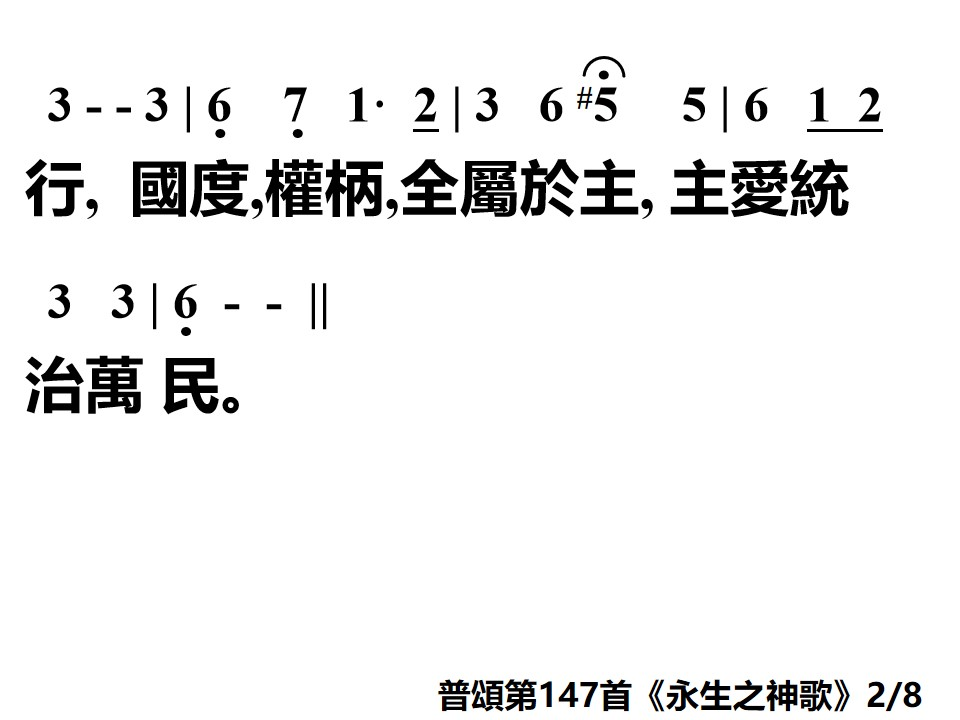 3 - - 3 | 6̣ 7̣ 1· 2 | 3 6 #5 5 | 6 1 2
行, 國度,權柄,全屬於主, 主愛統
3 3 | 6̣ - - ||
治萬 民。
普頌第147首《永生之神歌》2/8